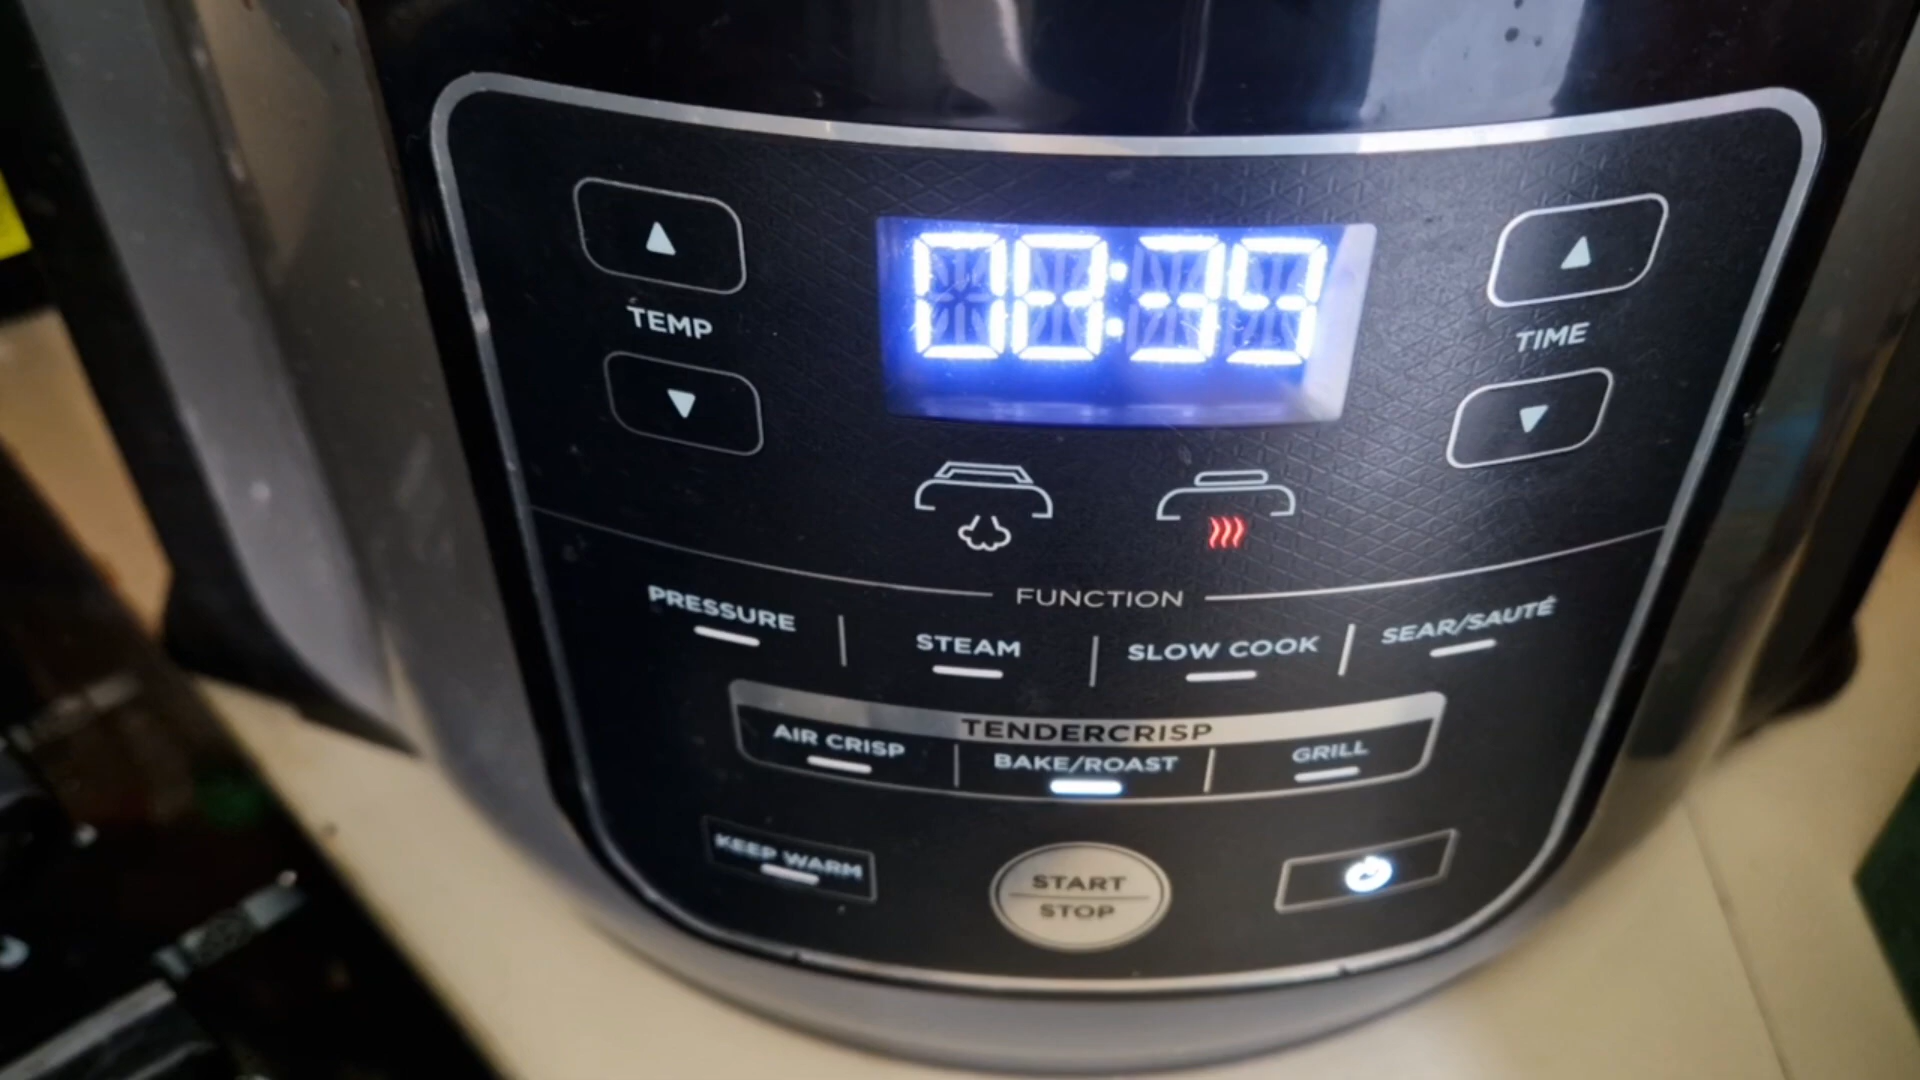 08:39
TEMP
TIME
FUNCTION
PRESSURE
STEAM
SLOW COOK
SEAR/SAUTÉ
TENDERCRISP
AIR CRISP
BAKE/ROAST
GRILL
KEEP WARM
START
STOP